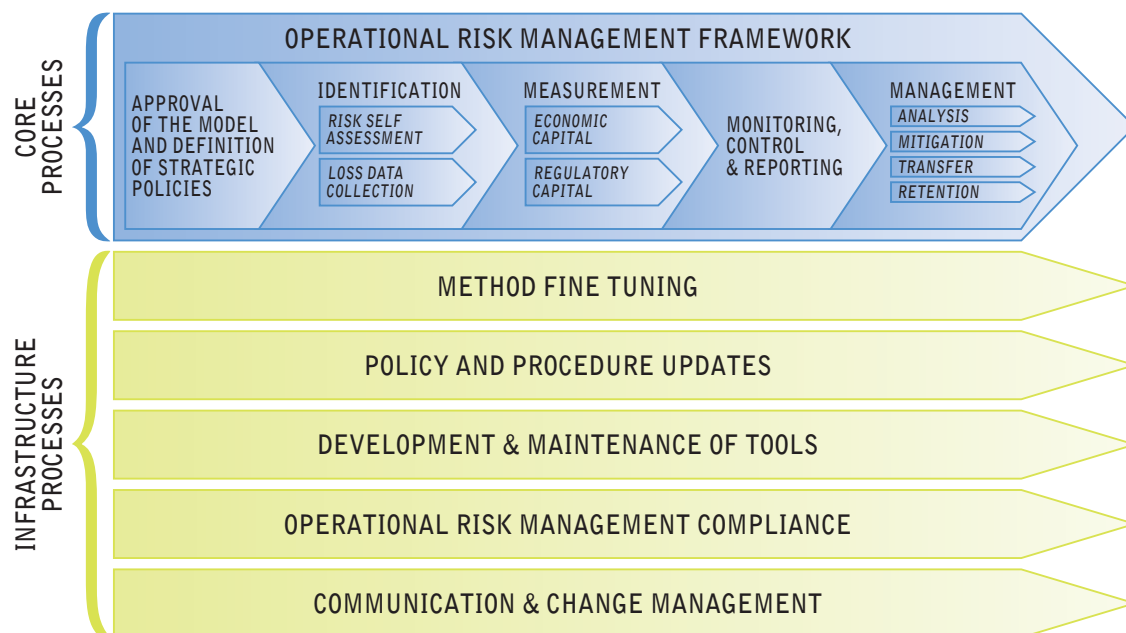 OPERATIONAL RISK MANAGEMENT FRAMEWORK
CORE
PROCESSES
APPROVAL
OF THE MODEL
AND DEFINITION
OF STRATEGIC
POLICIES
IDENTIFICATION
RISK SELF
ASSESSMENT
LOSS DATA
COLLECTION
MEASUREMENT
ECONOMIC
CAPITAL
REGULATORY
CAPITAL
MONITORING,
CONTROL
& REPORTING
MANAGEMENT
ANALYSIS
MITIGATION
TRANSFER
RETENTION
INFRASTRUCTURE
PROCESSES
METHOD FINE TUNING
POLICY AND PROCEDURE UPDATES
DEVELOPMENT & MAINTENANCE OF TOOLS
OPERATIONAL RISK MANAGEMENT COMPLIANCE
COMMUNICATION & CHANGE MANAGEMENT